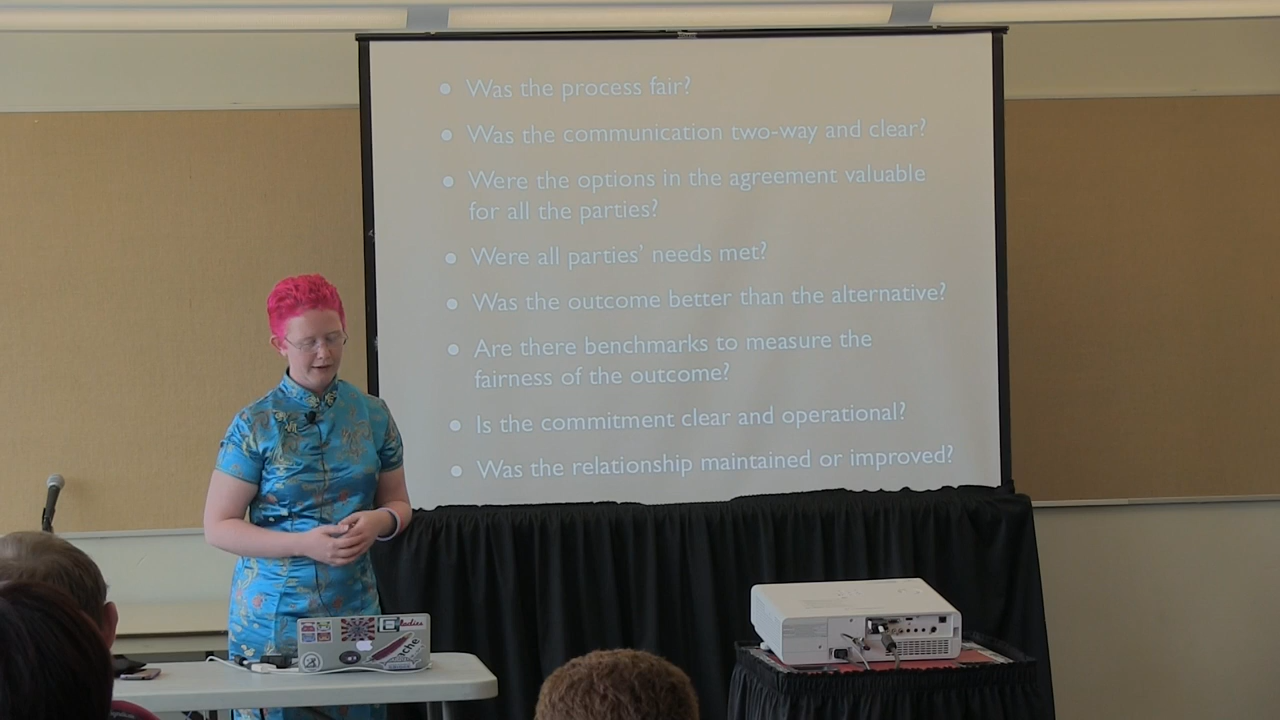 • Was the process fair?
• Was the communication two-way and clear?
• Were the options in the agreement valuable
for all the parties?
• Were all parties' needs met?
• Was the outcome better than the alternative?
• Are there benchmarks to measure the
fairness of the outcome?
• Is the commitment clear and operational?
• Was the relationship maintained or improved?
ladies